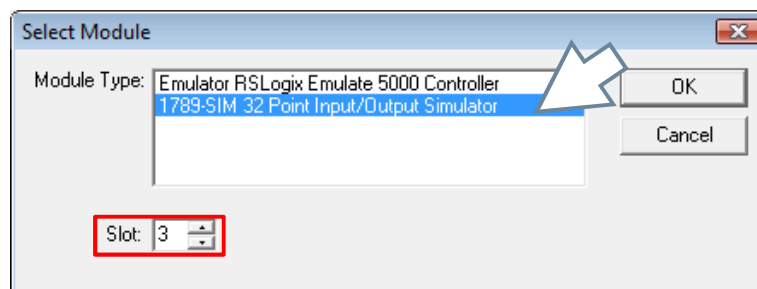 Select Module
Module Type:
Emulator RSLogix Emulate 5000 Controller
1789-SIM 32 Point Input/Output Simulator
OK
Cancel
Slot: 3